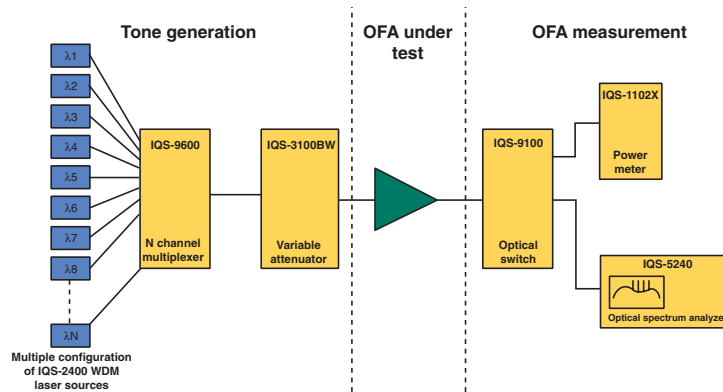 Tone generation
OFA under
test
OFA measurement
λ1
λ2
λ3
λ4
λ5
λ6
λ7
λ8
λN
Multiple configuration
of IQS-2400 WDM
laser sources
IQS-9600
N channel
multiplexer
IQS-3100BW
Variable
attenuator
IQS-9100
Optical
switch
IQS-1102X
Power
meter
IQS-5240
Optical spectrum analyzer